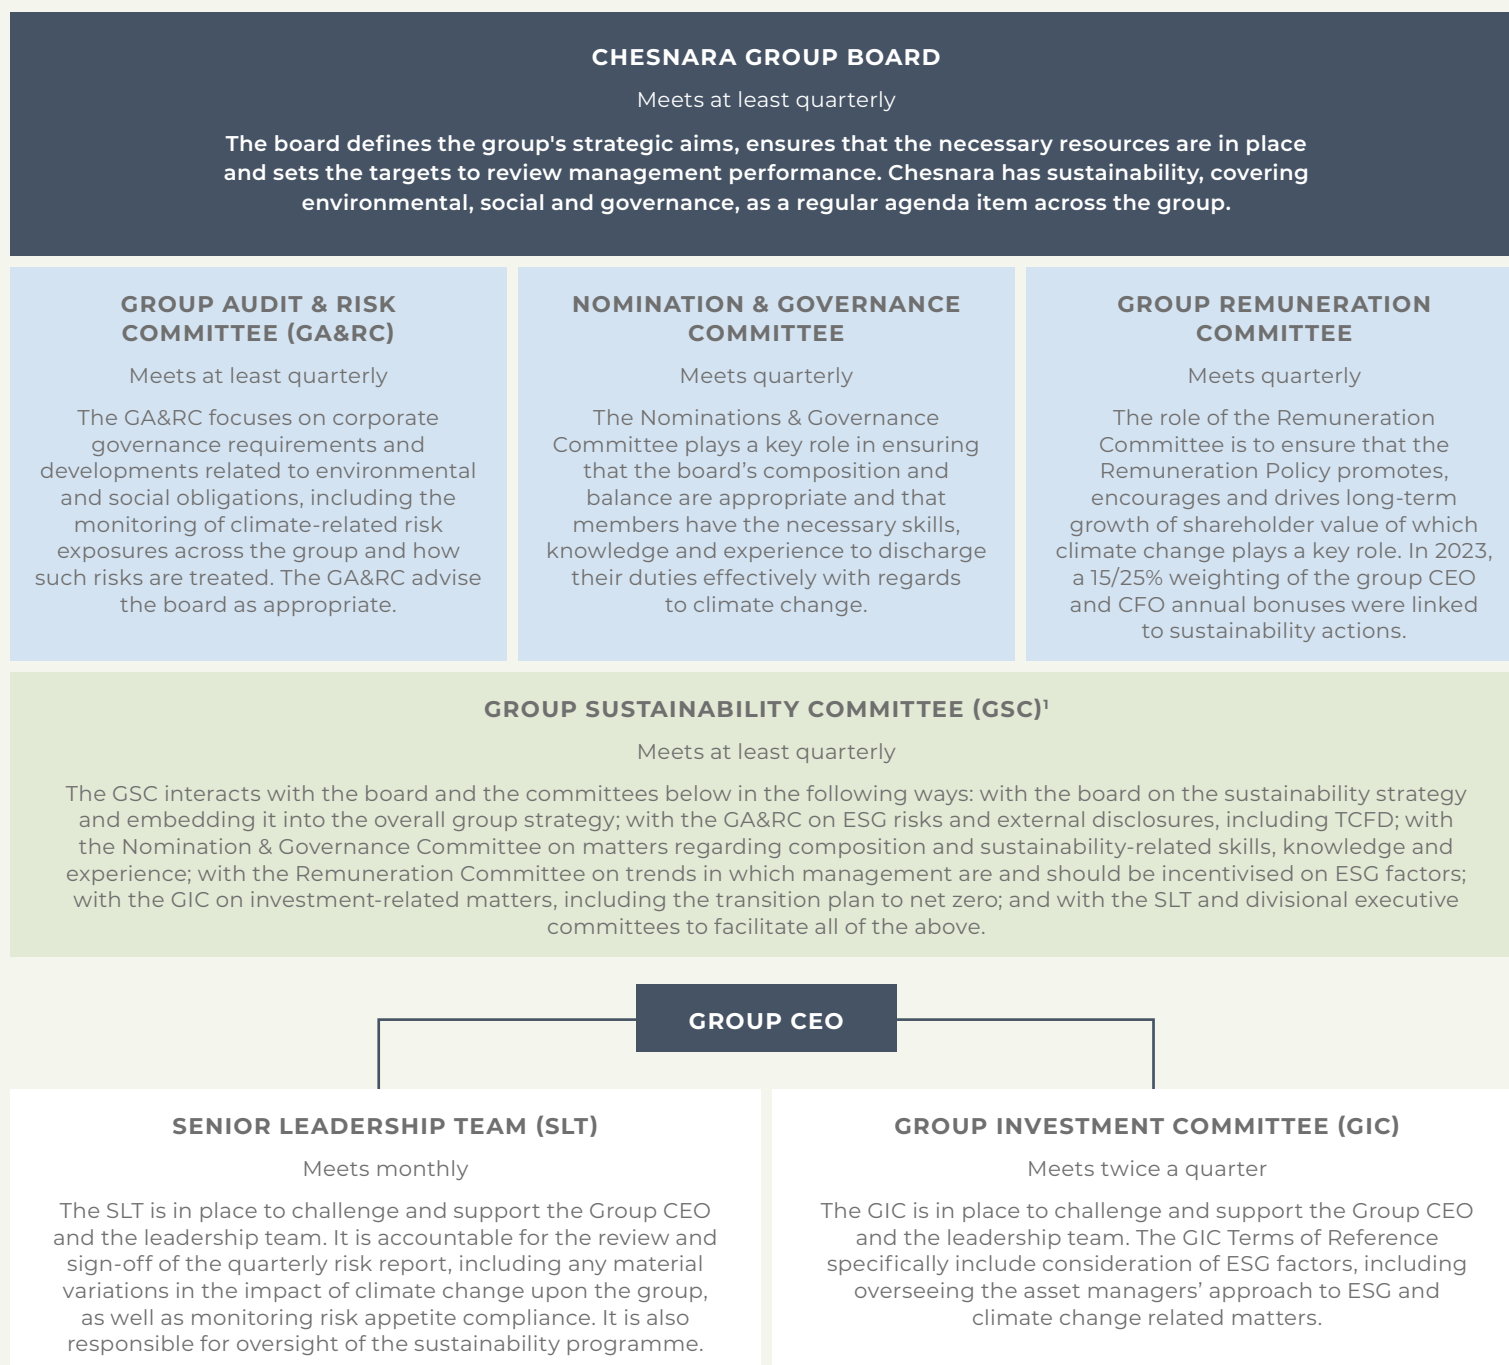 CHESNARA GROUP BOARD
Meets at least quarterly
The board defines the group's strategic aims, ensures that the necessary resources are in place
and sets the targets to review management performance. Chesnara has sustainability, covering
environmental, social and governance, as a regular agenda item across the group.
GROUP AUDIT & RISK
COMMITTEE (GA&RC)
Meets at least quarterly
The GA&RC focuses on corporate
governance requirements and
developments related to environmental
and social obligations, including the
monitoring of climate-related risk
exposures across the group and how
such risks are treated. The GA&RC advise
the board as appropriate.
NOMINATION & GOVERNANCE
COMMITTEE
Meets quarterly
The Nominations & Governance
Committee plays a key role in ensuring
that the board’s composition and
balance are appropriate and that
members have the necessary skills,
knowledge and experience to discharge
their duties effectively with regards
to climate change.
GROUP REMUNERATION
COMMITTEE
Meets quarterly
The role of the Remuneration
Committee is to ensure that the
Remuneration Policy promotes,
encourages and drives long-term
growth of shareholder value of which
climate change plays a key role. In 2023,
a 15/25% weighting of the group CEO
and CFO annual bonuses were linked
to sustainability actions.
GROUP SUSTAINABILITY COMMITTEE (GSC)¹
Meets at least quarterly
The GSC interacts with the board and the committees below in the following ways: with the board on the sustainability strategy
and embedding it into the overall group strategy; with the GA&RC on ESG risks and external disclosures, including TCFD; with
the Nomination & Governance Committee on matters regarding composition and sustainability-related skills, knowledge and
experience; with the Remuneration Committee on trends in which management are and should be incentivised on ESG factors;
with the GIC on investment-related matters, including the transition plan to net zero; and with the SLT and divisional executive
committees to facilitate all of the above.
GROUP CEO
SENIOR LEADERSHIP TEAM (SLT)
Meets monthly
The SLT is in place to challenge and support the Group CEO
and the leadership team. It is accountable for the review and
sign-off of the quarterly risk report, including any material
variations in the impact of climate change upon the group,
as well as monitoring risk appetite compliance. It is also
responsible for oversight of the sustainability programme.
GROUP INVESTMENT COMMITTEE (GIC)
Meets twice a quarter
The GIC is in place to challenge and support the Group CEO
and the leadership team. The GIC Terms of Reference
specifically include consideration of ESG factors, including
overseeing the asset managers’ approach to ESG and
climate change related matters.